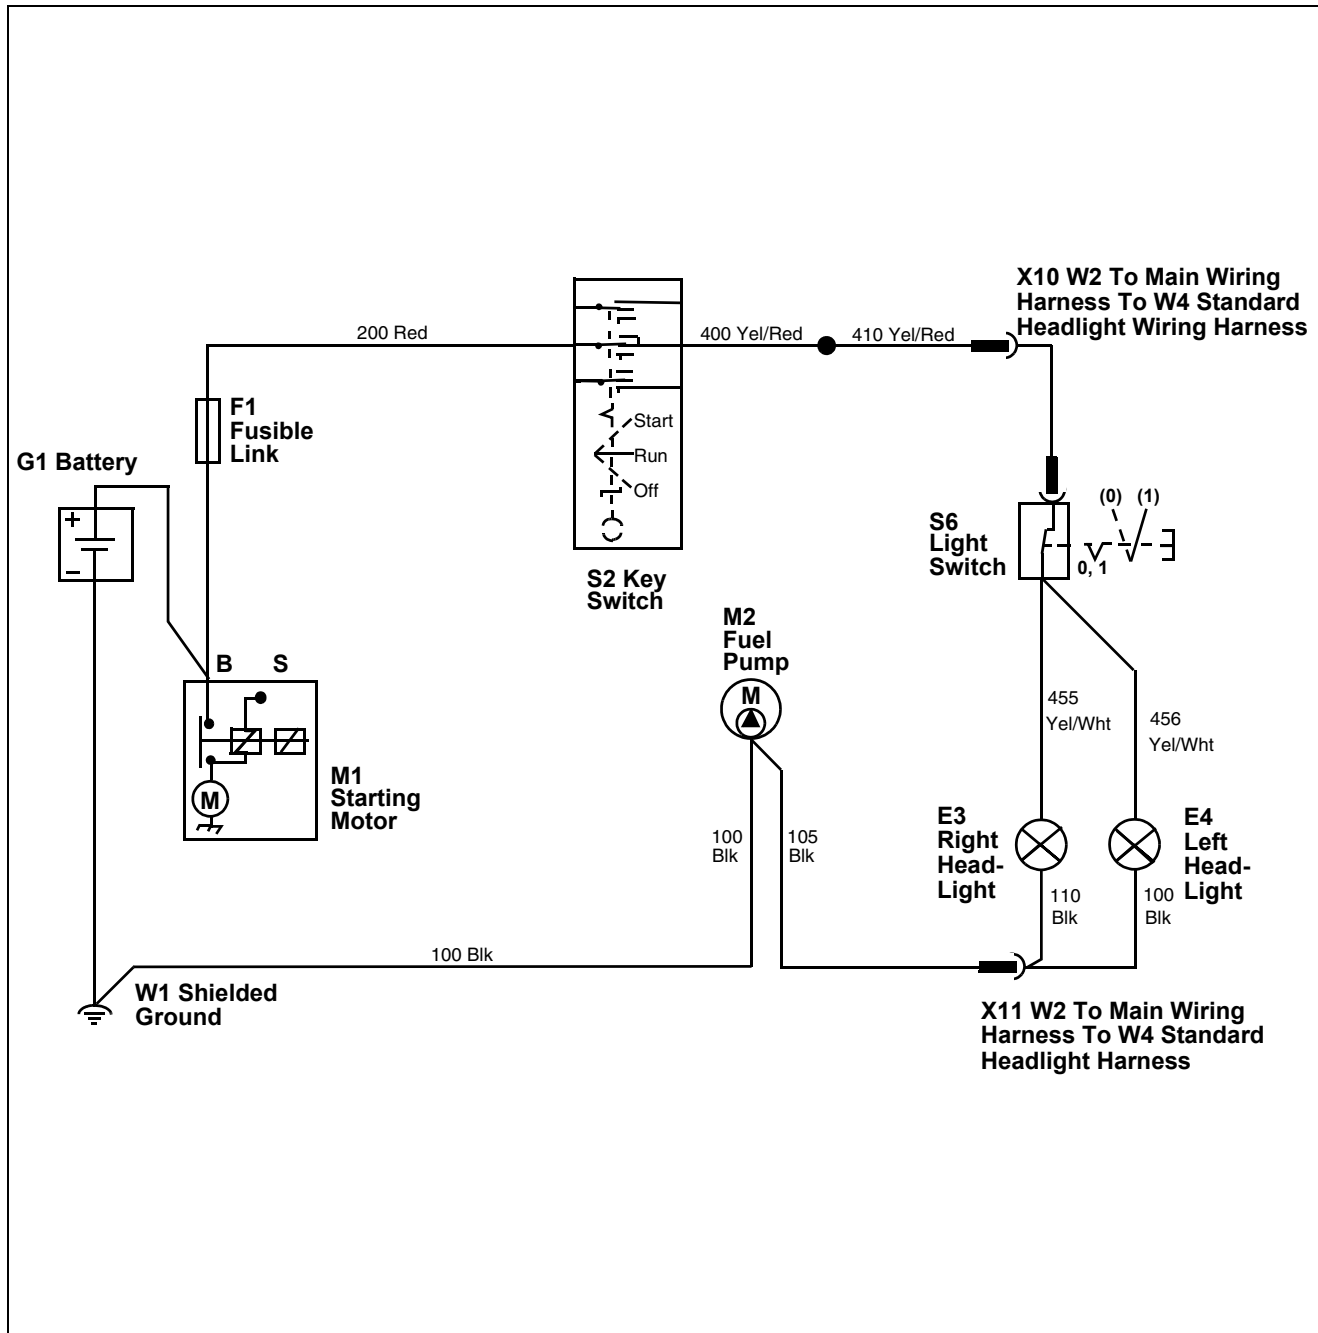 X10 W2 To Main Wiring
Harness To W4 Standard
Headlight Wiring Harness
200 Red
400 Yel/Red
410 Yel/Red
F1
Fusible
Link
Start
Run
Off
G1 Battery
+
–
S2 Key
Switch
S6
Light
Switch
(0) (1)
0, 1
M2
Fuel
Pump
M
B S
M
M1
Starting
Motor
455
Yel/Wht
456
Yel/Wht
100
Blk
105
Blk
E3
Right
Head-
Light
E4
Left
Head-
Light
110
Blk
100
Blk
100 Blk
W1 Shielded
Ground
X11 W2 To Main Wiring
Harness To W4 Standard
Headlight Harness